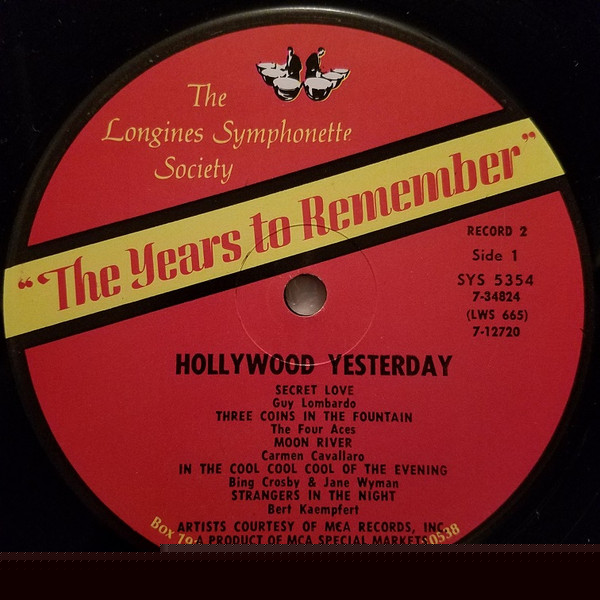 The
Longines Symphonette
Society
"The Years to Remember"
RECORD 2
Side 1
SYS 5354
7-34824
(LWS 665)
7-12720
HOLLYWOOD YESTERDAY
SECRET LOVE
Guy Lombardo
THREE COINS IN THE FOUNTAIN
The Four Aces
MOON RIVER
Carmen Cavallaro
IN THE COOL COOL COOL OF THE EVENING
Bing Crosby & Jane Wyman
STRANGERS IN THE NIGHT
Bert Kaempfert
ARTISTS COURTESY OF MCA RECORDS, INC.
A PRODUCT OF MCA SPECIAL MARKETS
Box
0538